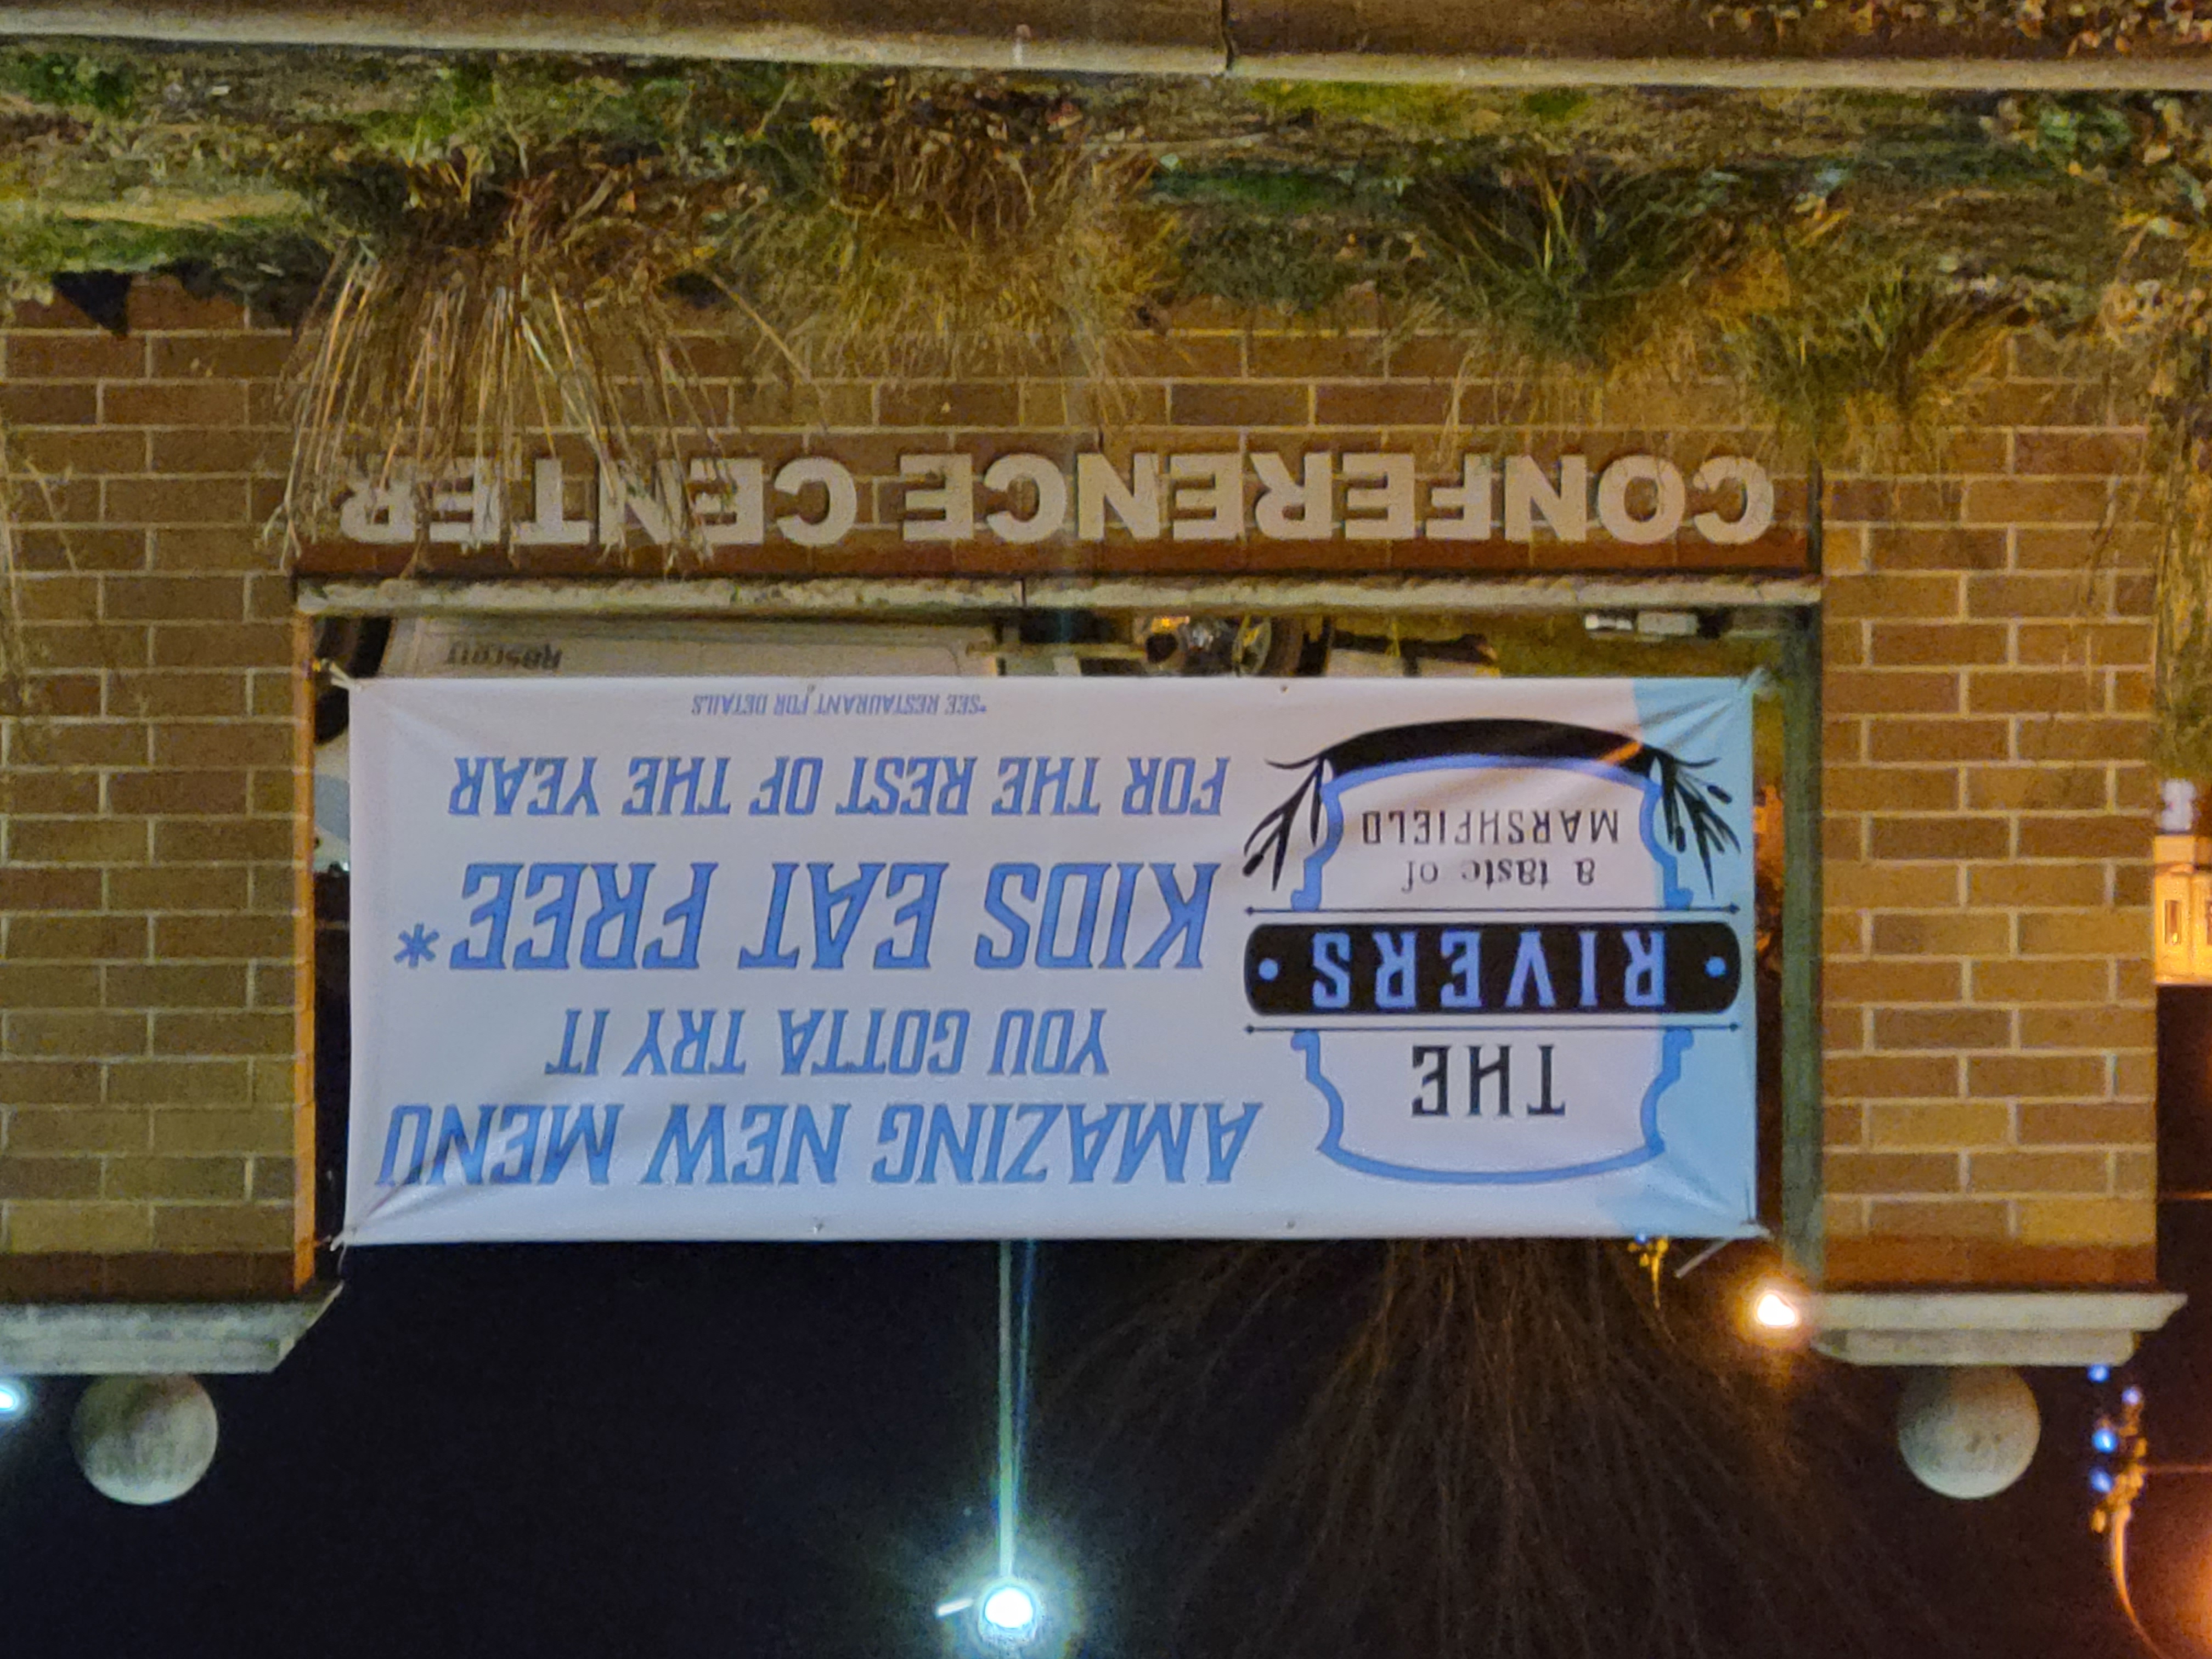 THE
RIVERS
a taste of
MARSHFIELD
AMAZING NEW MENU
YOU GOTTA TRY IT
KIDS EAT FREE*
FOR THE REST OF THE YEAR
*SEE RESTAURANT FOR DETAILS
RBSCOTT
CONFERENCE CENTER